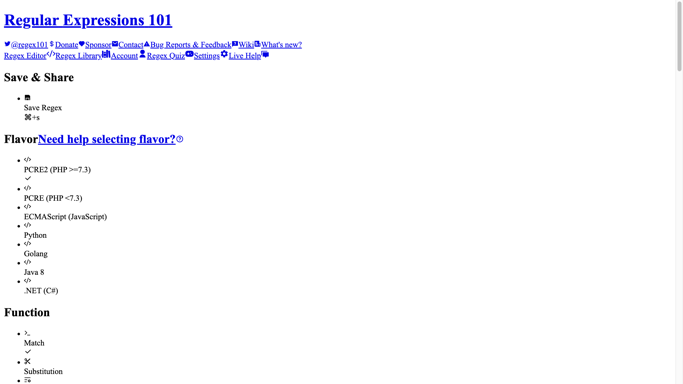 Regular Expressions 101
@regex101 Donate Sponsor Contact Bug Reports & Feedback Wiki What's new?
Regex Editor Regex Library Account Regex Quiz Settings Live Help
Save & Share
Save Regex
⌘+s
Flavor Need help selecting flavor?
PCRE2 (PHP >=7.3)
PCRE (PHP <7.3)
ECMAScript (JavaScript)
Python
Golang
Java 8
.NET (C#)
Function
Match
Substitution